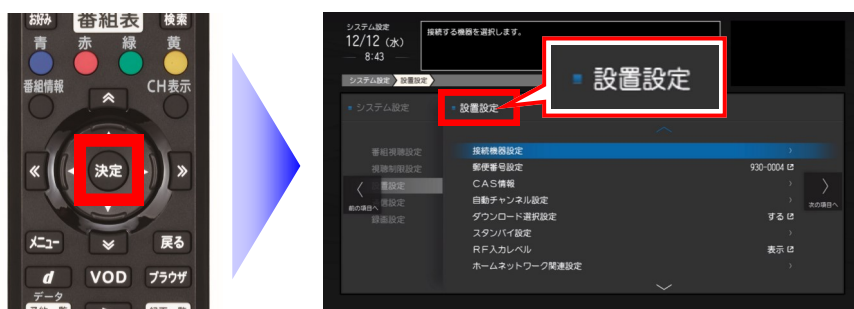 お好み 番組表 検索
青 赤 緑 黄
番組情報 CH表示
決定
メニュー 戻る
d VOD ブラウザ
データ
システム設定
12/12 (水)
8:43
接続する機器を選択します。
システム設定 設置設定
設置設定
システム設定
設置設定
番組視聴設定
視聴制限設定
置設定
信設定
録画設定
前の項目へ
接続機器設定
郵便番号設定 930-0004
CAS情報
自動チャンネル設定
ダウンロード選択設定 する
スタンバイ設定
RF入力レベル 表示
ホームネットワーク関連設定
次の項目へ